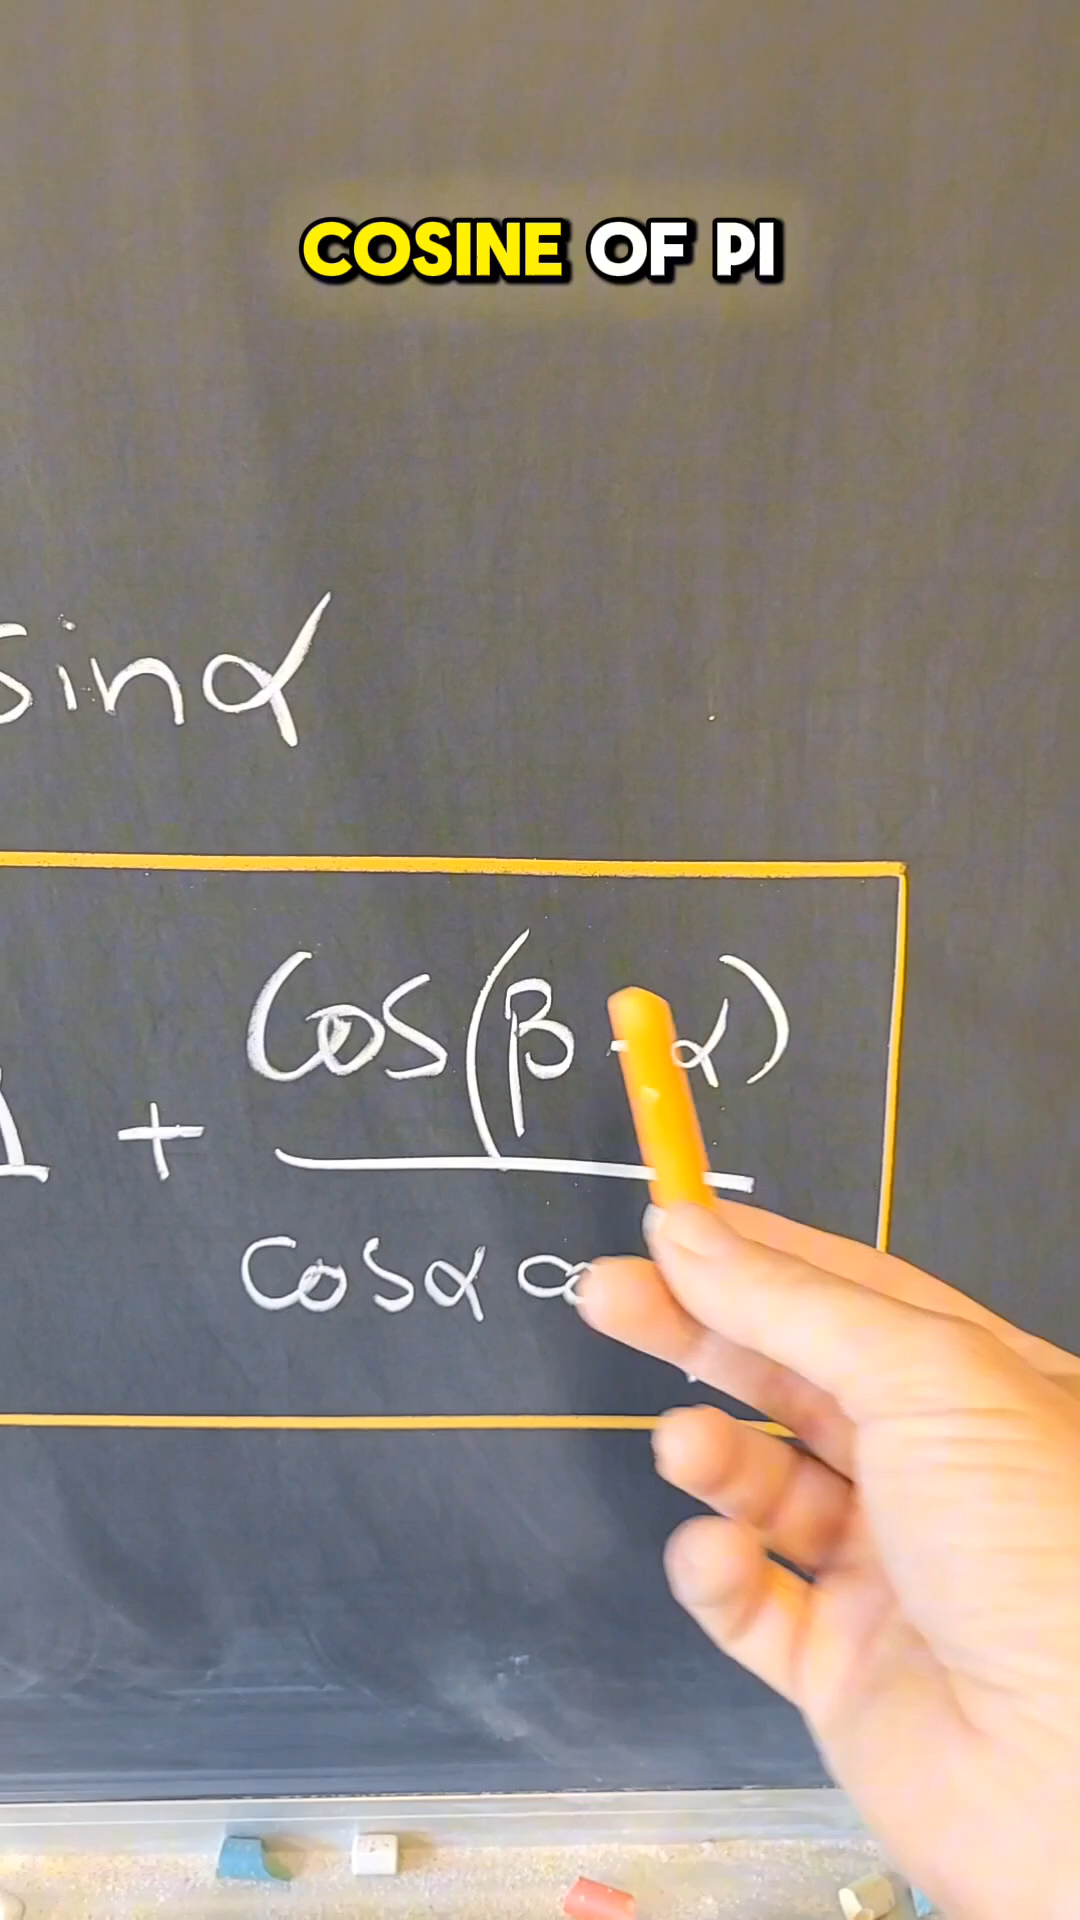 COSINE OF PI
sinα
+ cos(β-α)
cosα